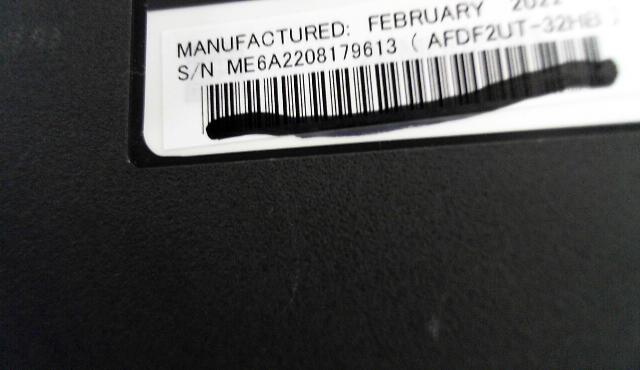 MANUFACTURED: FEBRUARY 2022
S/N ME6A2208179613 ( AFDF2UT-32HB )